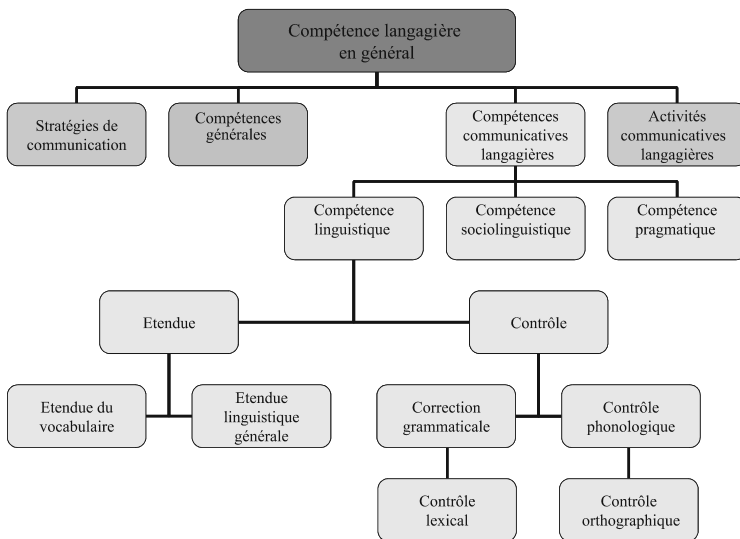 Compétence langagière
en général
Stratégies de
communication
Compétences
générales
Compétences
communicatives
langagières
Activités
communicatives
langagières
Compétence
linguistique
Compétence
sociolinguistique
Compétence
pragmatique
Etendue
Contrôle
Etendue du
vocabulaire
Etendue
linguistique
générale
Correction
grammaticale
Contrôle
phonologique
Contrôle
lexical
Contrôle
orthographique